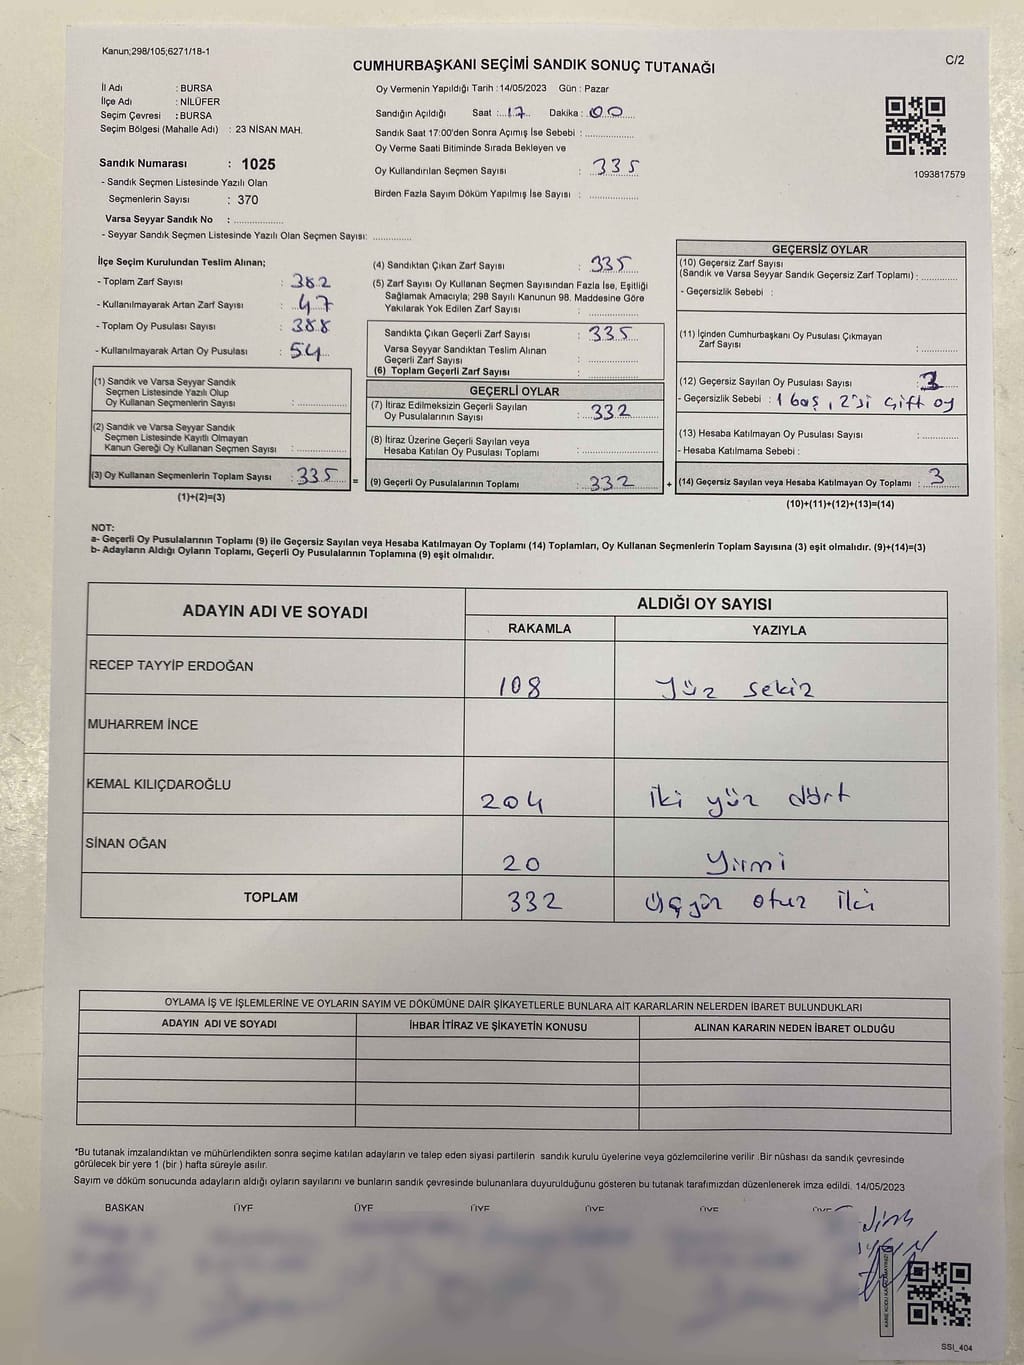 Kanun;298/105;6271/18-1
CUMHURBAŞKANI SEÇİMİ SANDIK SONUÇ TUTANAĞI
C/2
İl Adı : BURSA
İlçe Adı : NİLÜFER
Seçim Çevresi : BURSA
Seçim Bölgesi (Mahalle Adı) : 23 NİSAN MAH.
Oy Vermenin Yapıldığı Tarih : 14/05/2023 Gün : Pazar
Sandığın Açıldığı Saat : 17 Dakika : 00
Sandık Saat 17:00'den Sonra Açımış İse Sebebi :
Oy Verme Saati Bitiminde Sırada Bekleyen ve
Oy Kullandırılan Seçmen Sayısı : 335
Birden Fazla Sayım Döküm Yapılmış İse Sayısı :
1093817579
Sandık Numarası : 1025
- Sandık Seçmen Listesinde Yazılı Olan
Seçmenlerin Sayısı : 370
Varsa Seyyar Sandık No :
- Seyyar Sandık Seçmen Listesinde Yazılı Olan Seçmen Sayısı:
İlçe Seçim Kurulundan Teslim Alınan;
- Toplam Zarf Sayısı : 382
- Kullanılmayarak Artan Zarf Sayısı : 47
- Toplam Oy Pusulası Sayısı : 388
- Kullanılmayarak Artan Oy Pusulası : 54
(1) Sandık ve Varsa Seyyar Sandık
Seçmen Listesinde Yazılı Olup
Oy Kullanan Seçmenlerin Sayısı :
(2) Sandık ve Varsa Seyyar Sandık
Seçmen Listesinde Kayıtlı Olmayan
Kanun Gereği Oy Kullanan Seçmen Sayısı :
(3) Oy Kullanan Seçmenlerin Toplam Sayısı : 335 =
(1)+(2)=(3)
(4) Sandıktan Çıkan Zarf Sayısı : 335
(5) Zarf Sayısı Oy Kullanan Seçmen Sayısından Fazla İse, Eşitliği
Sağlamak Amacıyla; 298 Sayılı Kanunun 98. Maddesine Göre
Yakılarak Yok Edilen Zarf Sayısı :
Sandıkta Çıkan Geçerli Zarf Sayısı : 335
Varsa Seyyar Sandıktan Teslim Alınan
Geçerli Zarf Sayısı :
(6) Toplam Geçerli Zarf Sayısı :
GEÇERLİ OYLAR
(7) İtiraz Edilmeksizin Geçerli Sayılan
Oy Pusulalarının Sayısı : 332
(8) İtiraz Üzerine Geçerli Sayılan veya
Hesaba Katılan Oy Pusulası Toplamı :
(9) Geçerli Oy Pusulalarının Toplamı : 332 +
GEÇERSİZ OYLAR
(10) Geçersiz Zarf Sayısı
(Sandık ve Varsa Seyyar Sandık Geçersiz Zarf Toplamı) :
- Geçersizlik Sebebi :
(11) İçinden Cumhurbaşkanı Oy Pusulası Çıkmayan
Zarf Sayısı :
(12) Geçersiz Sayılan Oy Pusulası Sayısı : 3
- Geçersizlik Sebebi : 1 boş, 2'si çift oy
(13) Hesaba Katılmayan Oy Pusulası Sayısı :
- Hesaba Katılmama Sebebi :
(14) Geçersiz Sayılan veya Hesaba Katılmayan Oy Toplamı : 3
(10)+(11)+(12)+(13)=(14)
NOT:
a- Geçerli Oy Pusulalarının Toplamı (9) ile Geçersiz Sayılan veya Hesaba Katılmayan Oy Toplamı (14) Toplamları, Oy Kullanan Seçmenlerin Toplam Sayısına (3) eşit olmalıdır. (9)+(14)=(3)
b- Adayların Aldığı Oyların Toplamı, Geçerli Oy Pusulalarının Toplamına (9) eşit olmalıdır.
ADAYIN ADI VE SOYADI ALDIĞI OY SAYISI
RAKAMLA YAZIYLA
RECEP TAYYİP ERDOĞAN 108 Yüz sekiz
MUHARREM İNCE
KEMAL KILIÇDAROĞLU 204 iki yüz dört
SİNAN OĞAN 20 Yirmi
TOPLAM 332 üçyüz otuz iki
OYLAMA İŞ VE İŞLEMLERİNE VE OYLARIN SAYIM VE DÖKÜMÜNE DAİR ŞİKAYETLERLE BUNLARA AİT KARARLARIN NELERDEN İBARET BULUNDUKLARI
ADAYIN ADI VE SOYADI İHBAR İTİRAZ VE ŞİKAYETİN KONUSU ALINAN KARARIN NEDEN İBARET OLDUĞU
*Bu tutanak imzalandıktan ve mühürlendikten sonra seçime katılan adayların ve talep eden siyasi partilerin sandık kurulu üyelerine veya gözlemcilerine verilir .Bir nüshası da sandık çevresinde
görülecek bir yere 1 (bir ) hafta süreyle asılır.
Sayım ve döküm sonucunda adayların aldığı oyların sayılarını ve bunların sandık çevresinde bulunanlara duyurulduğunu gösteren bu tutanak tarafımızdan düzenlenerek imza edildi. 14/05/2023
BAŞKAN ÜYE ÜYE ÜYE ÜYE ÜYE ÜYE
SSI_404